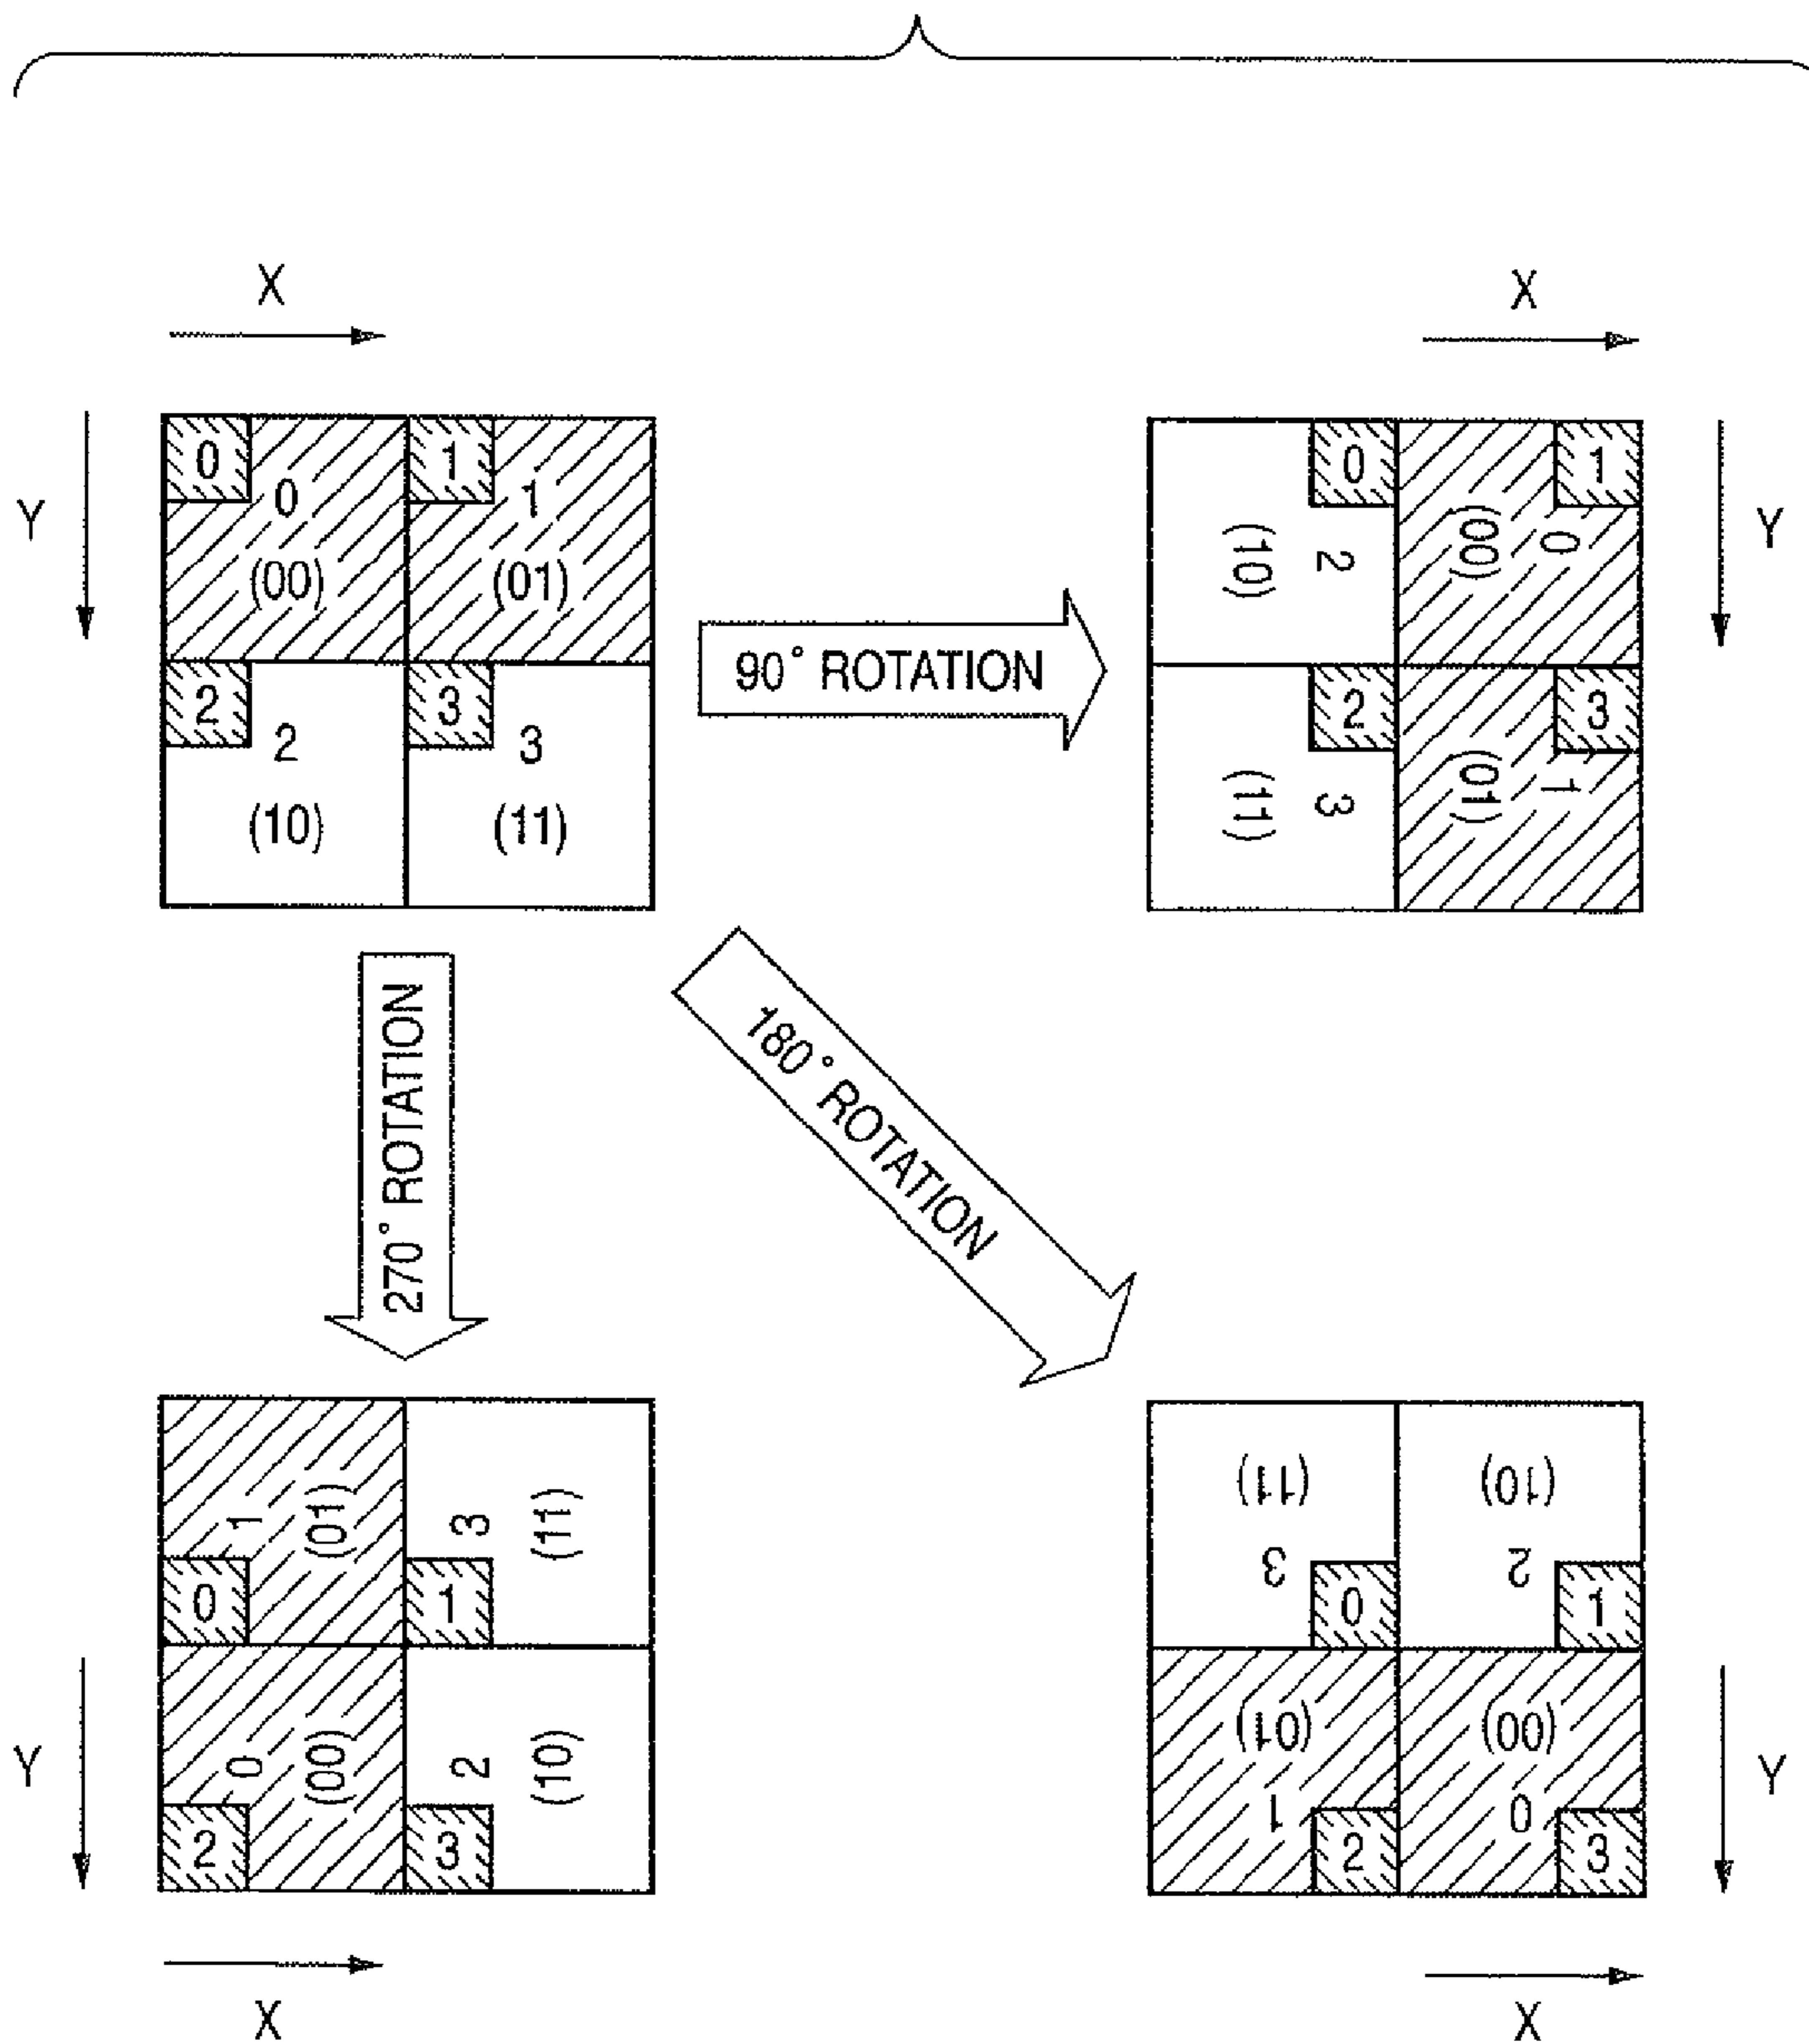 X
Y
0 1
0 1
(00) (01)
2 3
2 3
(10) (11)
90° ROTATION
X
Y
0 1
2 0
(10) (00)
2 3
3 1
(11) (01)
270° ROTATION
180° ROTATION
1 3
(01) (11)
0 1
0 2
(00) (10)
2 3
Y
X
(11) (10)
3 2
0 1
(01) (00)
1 0
2 3
Y
X